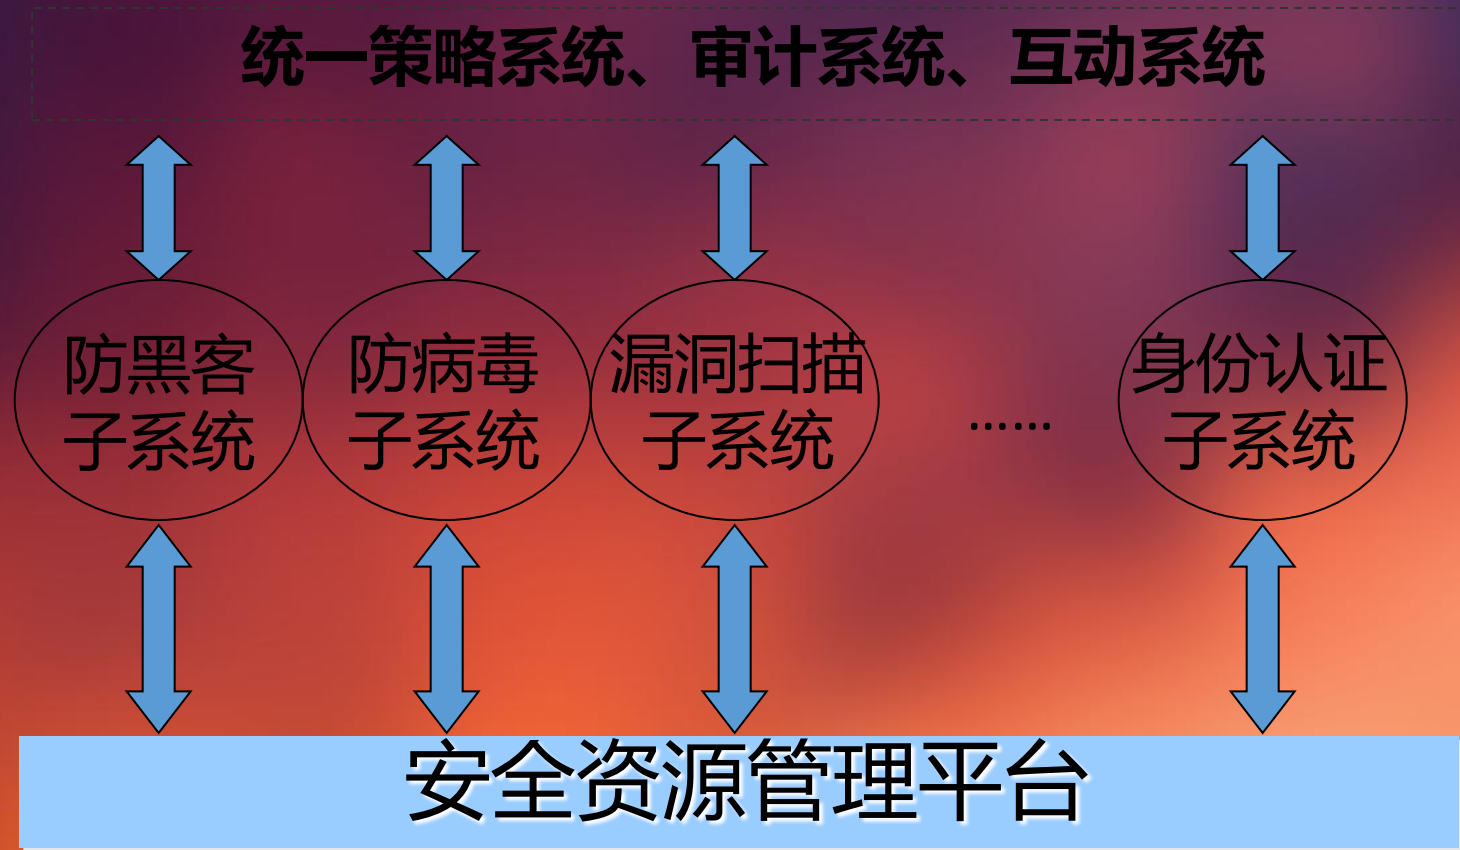 统一策略系统、审计系统、互动系统
防黑客
子系统
防病毒
子系统
漏洞扫描
子系统
……
身份认证
子系统
安全资源管理平台